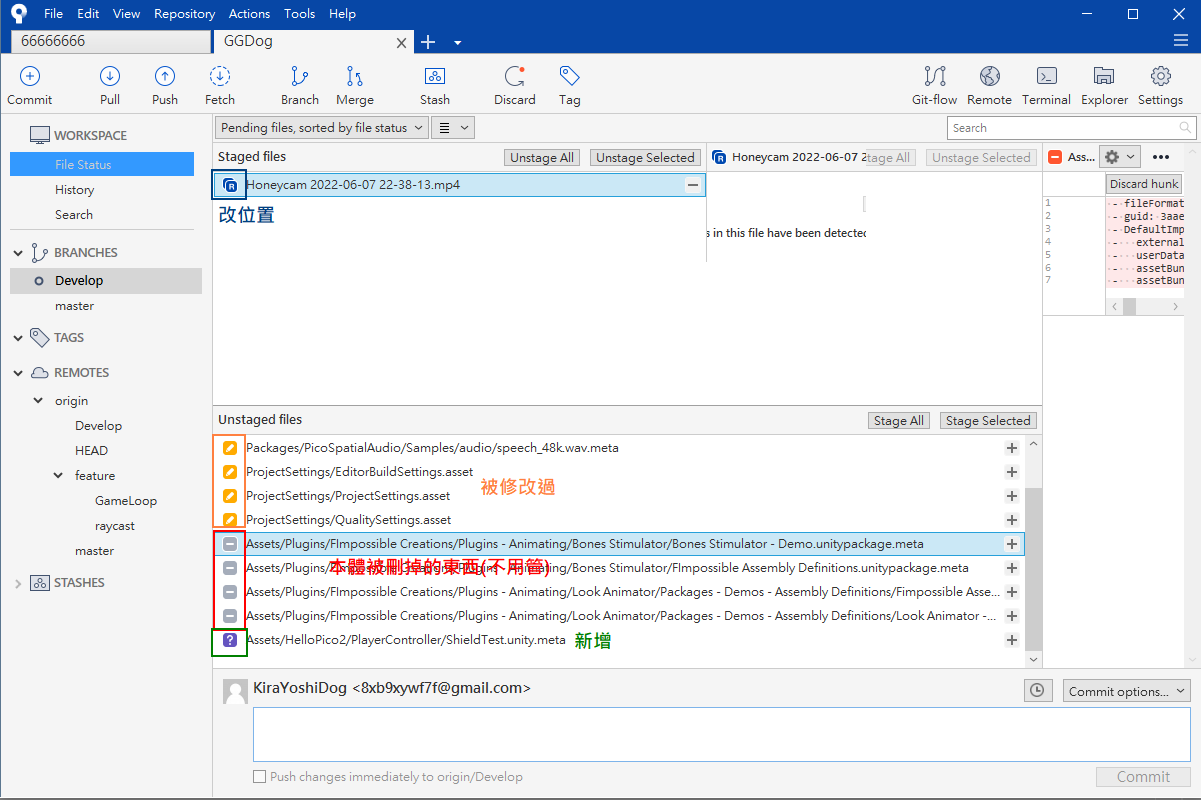 File Edit View Repository Actions Tools Help
66666666 GGDog
Commit Pull Push Fetch Branch Merge Stash Discard Tag Git-flow Remote Terminal Explorer Settings
WORKSPACE
File Status
History
Search
BRANCHES
Develop
master
TAGS
REMOTES
origin
Develop
HEAD
feature
GameLoop
raycast
master
STASHES
Pending files, sorted by file status
Search
Staged files Unstage All Unstage Selected
R Honeycam 2022-06-07 22-38-13.mp4
改位置
Honeycam 2022-06-07 2 tage All Unstage Selected
s in this file have been detected
Ass...
Discard hunk
1 - fileFormat
2 - guid: 3aae
3 - DefaultImp
4 - external
5 - userData
6 - assetBun
7 - assetBun
Unstaged files Stage All Stage Selected
Packages/PicoSpatialAudio/Samples/audio/speech_48k.wav.meta
ProjectSettings/EditorBuildSettings.asset
被修改過
ProjectSettings/ProjectSettings.asset
ProjectSettings/QualitySettings.asset
Assets/Plugins/FImpossible Creations/Plugins - Animating/Bones Stimulator/Bones Stimulator - Demo.unitypackage.meta
Assets/Plugins/FImpossible Creations/Plugins - Animating/Bones Stimulator/FImpossible Assembly Definitions.unitypackage.meta
本體被刪掉的東西(不用管)
Assets/Plugins/FImpossible Creations/Plugins - Animating/Look Animator/Packages - Demos - Assembly Definitions/Fimpossible Asse...
Assets/Plugins/FImpossible Creations/Plugins - Animating/Look Animator/Packages - Demos - Assembly Definitions/Look Animator -...
? Assets/HelloPico2/PlayerController/ShieldTest.unity.meta 新增
KiraYoshiDog <8xb9xywf7f@gmail.com>
Commit options...
Push changes immediately to origin/Develop
Commit